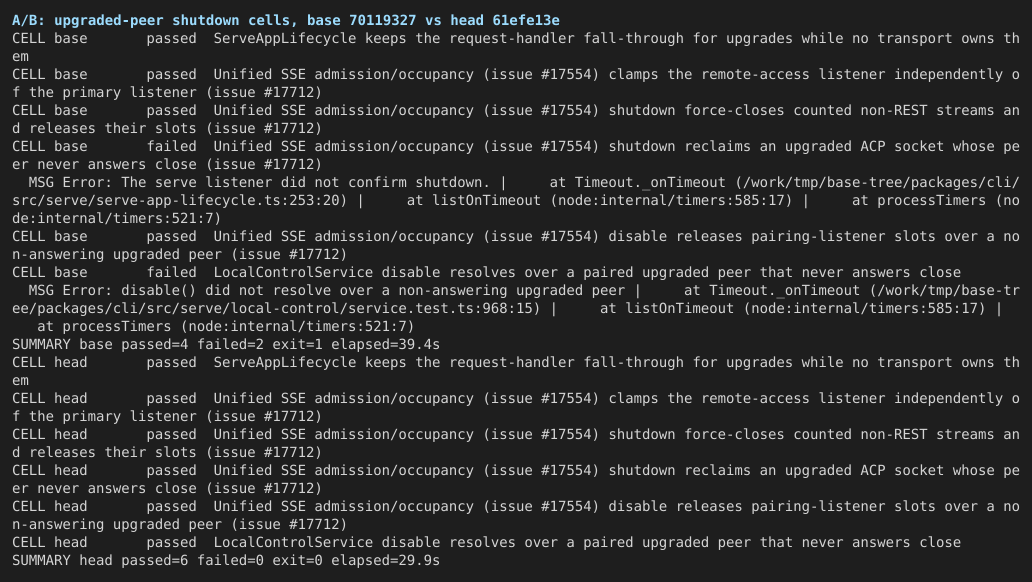 A/B: upgraded-peer shutdown cells, base 70119327 vs head 61efe13e
CELL base       passed  ServeAppLifecycle keeps the request-handler fall-through for upgrades while no transport owns th
em
CELL base       passed  Unified SSE admission/occupancy (issue #17554) clamps the remote-access listener independently o
f the primary listener (issue #17712)
CELL base       passed  Unified SSE admission/occupancy (issue #17554) shutdown force-closes counted non-REST streams an
d releases their slots (issue #17712)
CELL base       failed  Unified SSE admission/occupancy (issue #17554) shutdown reclaims an upgraded ACP socket whose pe
er never answers close (issue #17712)
  MSG Error: The serve listener did not confirm shutdown. |     at Timeout._onTimeout (/work/tmp/base-tree/packages/cli/
src/serve/serve-app-lifecycle.ts:253:20) |     at listOnTimeout (node:internal/timers:585:17) |     at processTimers (no
de:internal/timers:521:7)
CELL base       passed  Unified SSE admission/occupancy (issue #17554) disable releases pairing-listener slots over a no
n-answering upgraded peer (issue #17712)
CELL base       failed  LocalControlService disable resolves over a paired upgraded peer that never answers close
  MSG Error: disable() did not resolve over a non-answering upgraded peer |     at Timeout._onTimeout (/work/tmp/base-tr
ee/packages/cli/src/serve/local-control/service.test.ts:968:15) |     at listOnTimeout (node:internal/timers:585:17) |
   at processTimers (node:internal/timers:521:7)
SUMMARY base passed=4 failed=2 exit=1 elapsed=39.4s
CELL head       passed  ServeAppLifecycle keeps the request-handler fall-through for upgrades while no transport owns th
em
CELL head       passed  Unified SSE admission/occupancy (issue #17554) clamps the remote-access listener independently o
f the primary listener (issue #17712)
CELL head       passed  Unified SSE admission/occupancy (issue #17554) shutdown force-closes counted non-REST streams an
d releases their slots (issue #17712)
CELL head       passed  Unified SSE admission/occupancy (issue #17554) shutdown reclaims an upgraded ACP socket whose pe
er never answers close (issue #17712)
CELL head       passed  Unified SSE admission/occupancy (issue #17554) disable releases pairing-listener slots over a no
n-answering upgraded peer (issue #17712)
CELL head       passed  LocalControlService disable resolves over a paired upgraded peer that never answers close
SUMMARY head passed=6 failed=0 exit=0 elapsed=29.9s